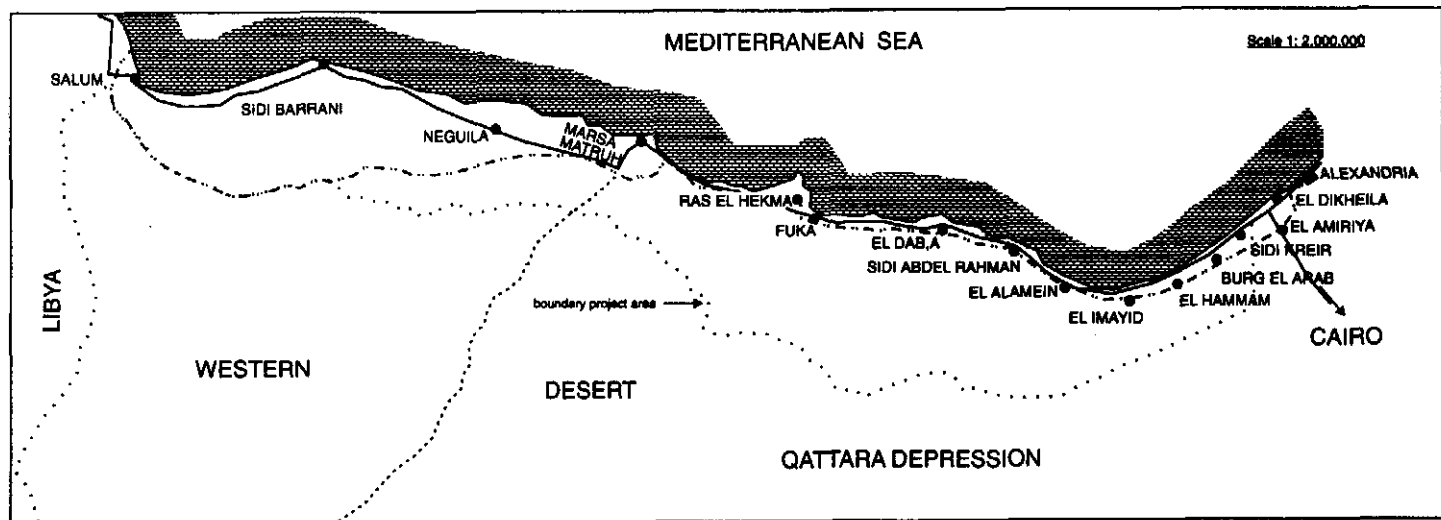 MEDITERRANEAN SEA
Scale 1: 2.000.000
SALUM
SIDI BARRANI
NEGUILA
MARSA
MATRUH
RAS EL HEKMA
FUKA
EL DAB,A
SIDI ABDEL RAHMAN
EL ALAMEIN
EL IMAYID
EL HAMMAM
BURG EL ARAB
SIDI KREIR
EL AMIRIYA
EL DIKHEILA
ALEXANDRIA
CAIRO
boundary project area
LIBYA
WESTERN
DESERT
QATTARA DEPRESSION